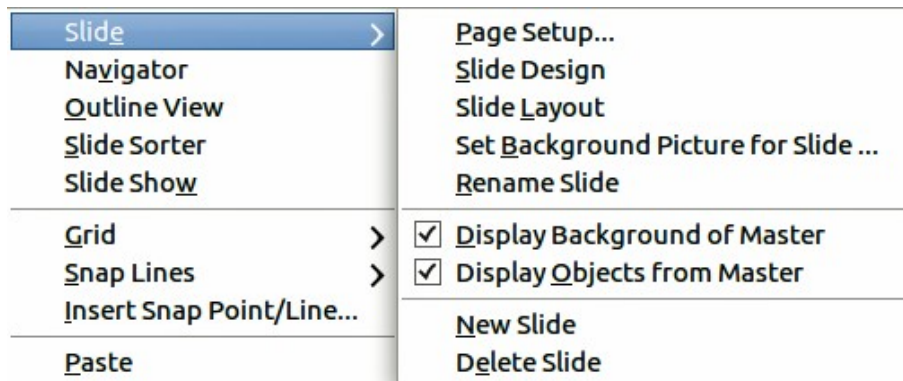 Slide
Navigator
Outline View
Slide Sorter
Slide Show
Grid
Snap Lines
Insert Snap Point/Line...
Paste
Page Setup...
Slide Design
Slide Layout
Set Background Picture for Slide ...
Rename Slide
Display Background of Master
Display Objects from Master
New Slide
Delete Slide